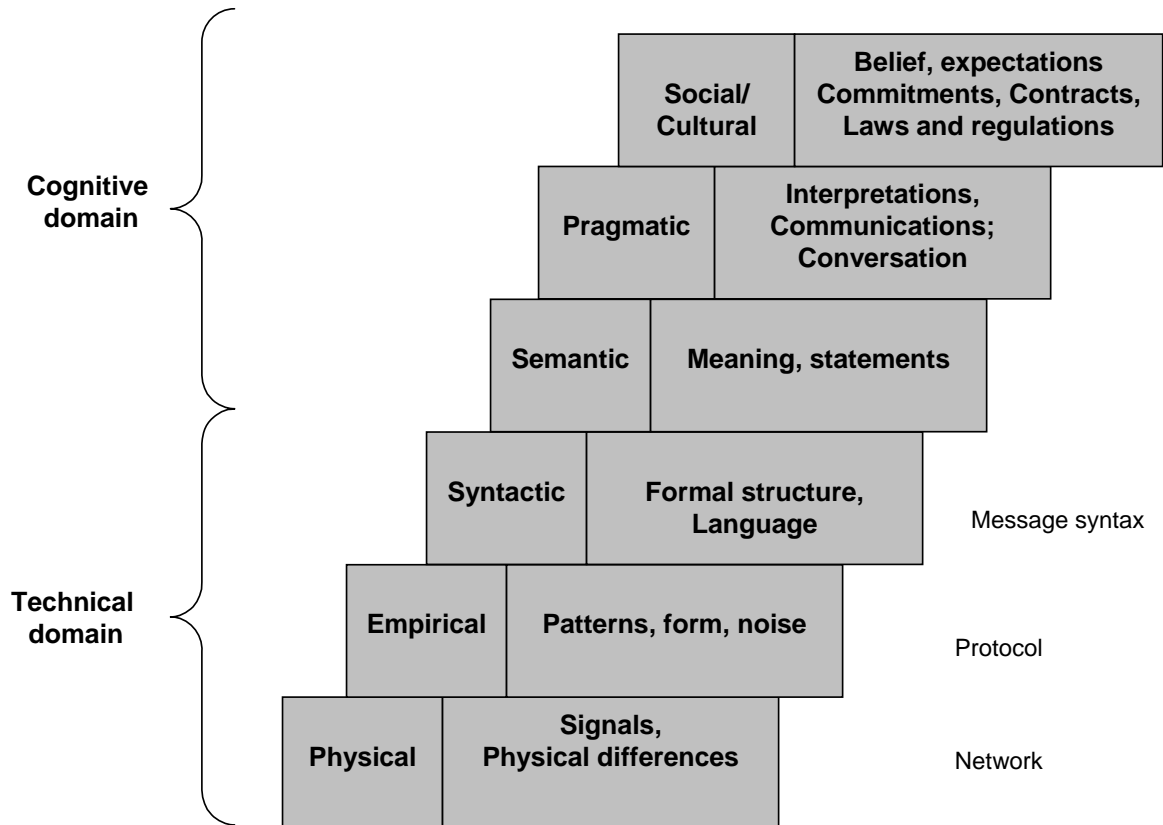 Social/
Cultural
Belief, expectations
Commitments, Contracts,
Laws and regulations
Cognitive
domain
Pragmatic
Interpretations,
Communications;
Conversation
Semantic
Meaning, statements
Syntactic
Formal structure,
Language
Message syntax
Technical
domain
Empirical
Patterns, form, noise
Protocol
Physical
Signals,
Physical differences
Network